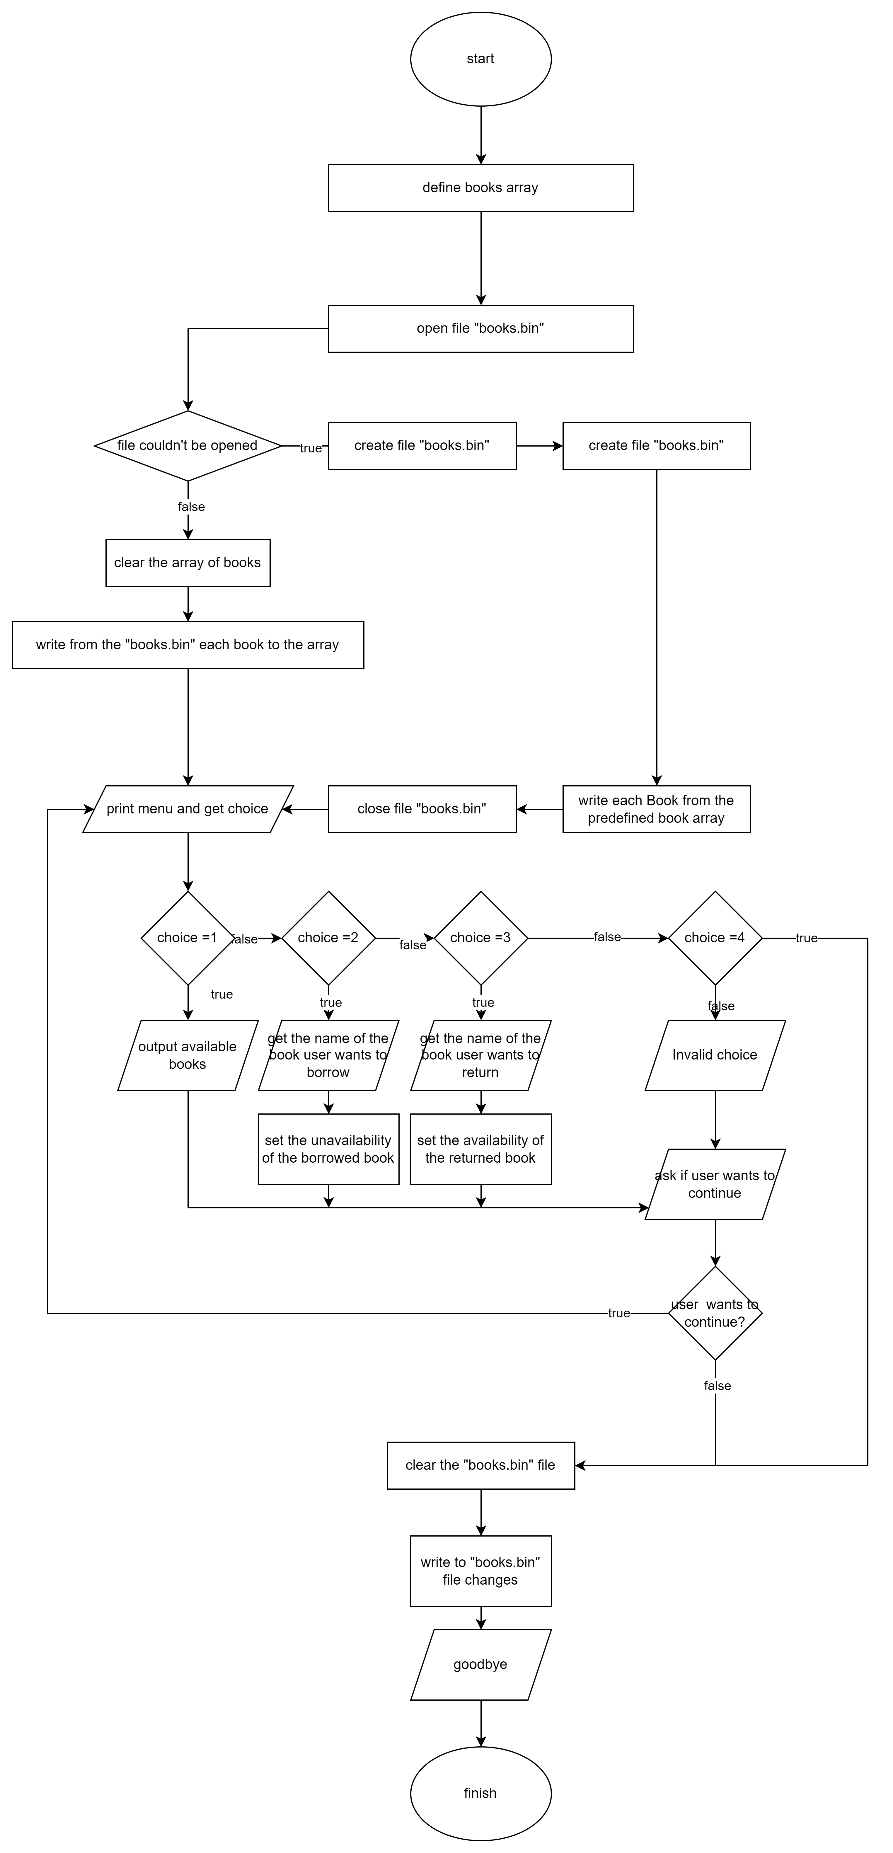 start
define books array
open file "books.bin"
file couldn't be opened
true
create file "books.bin"
create file "books.bin"
false
clear the array of books
write from the "books.bin" each book to the array
print menu and get choice
close file "books.bin"
write each Book from the
predefined book array
choice =1
false
choice =2
false
choice =3
false
choice =4
true
true
true
true
false
output available
books
get the name of the
book user wants to
borrow
get the name of the
book user wants to
return
Invalid choice
set the unavailability
of the borrowed book
set the availability of
the returned book
ask if user wants to
continue
true
user  wants to
continue?
false
clear the "books.bin" file
write to "books.bin"
file changes
goodbye
finish